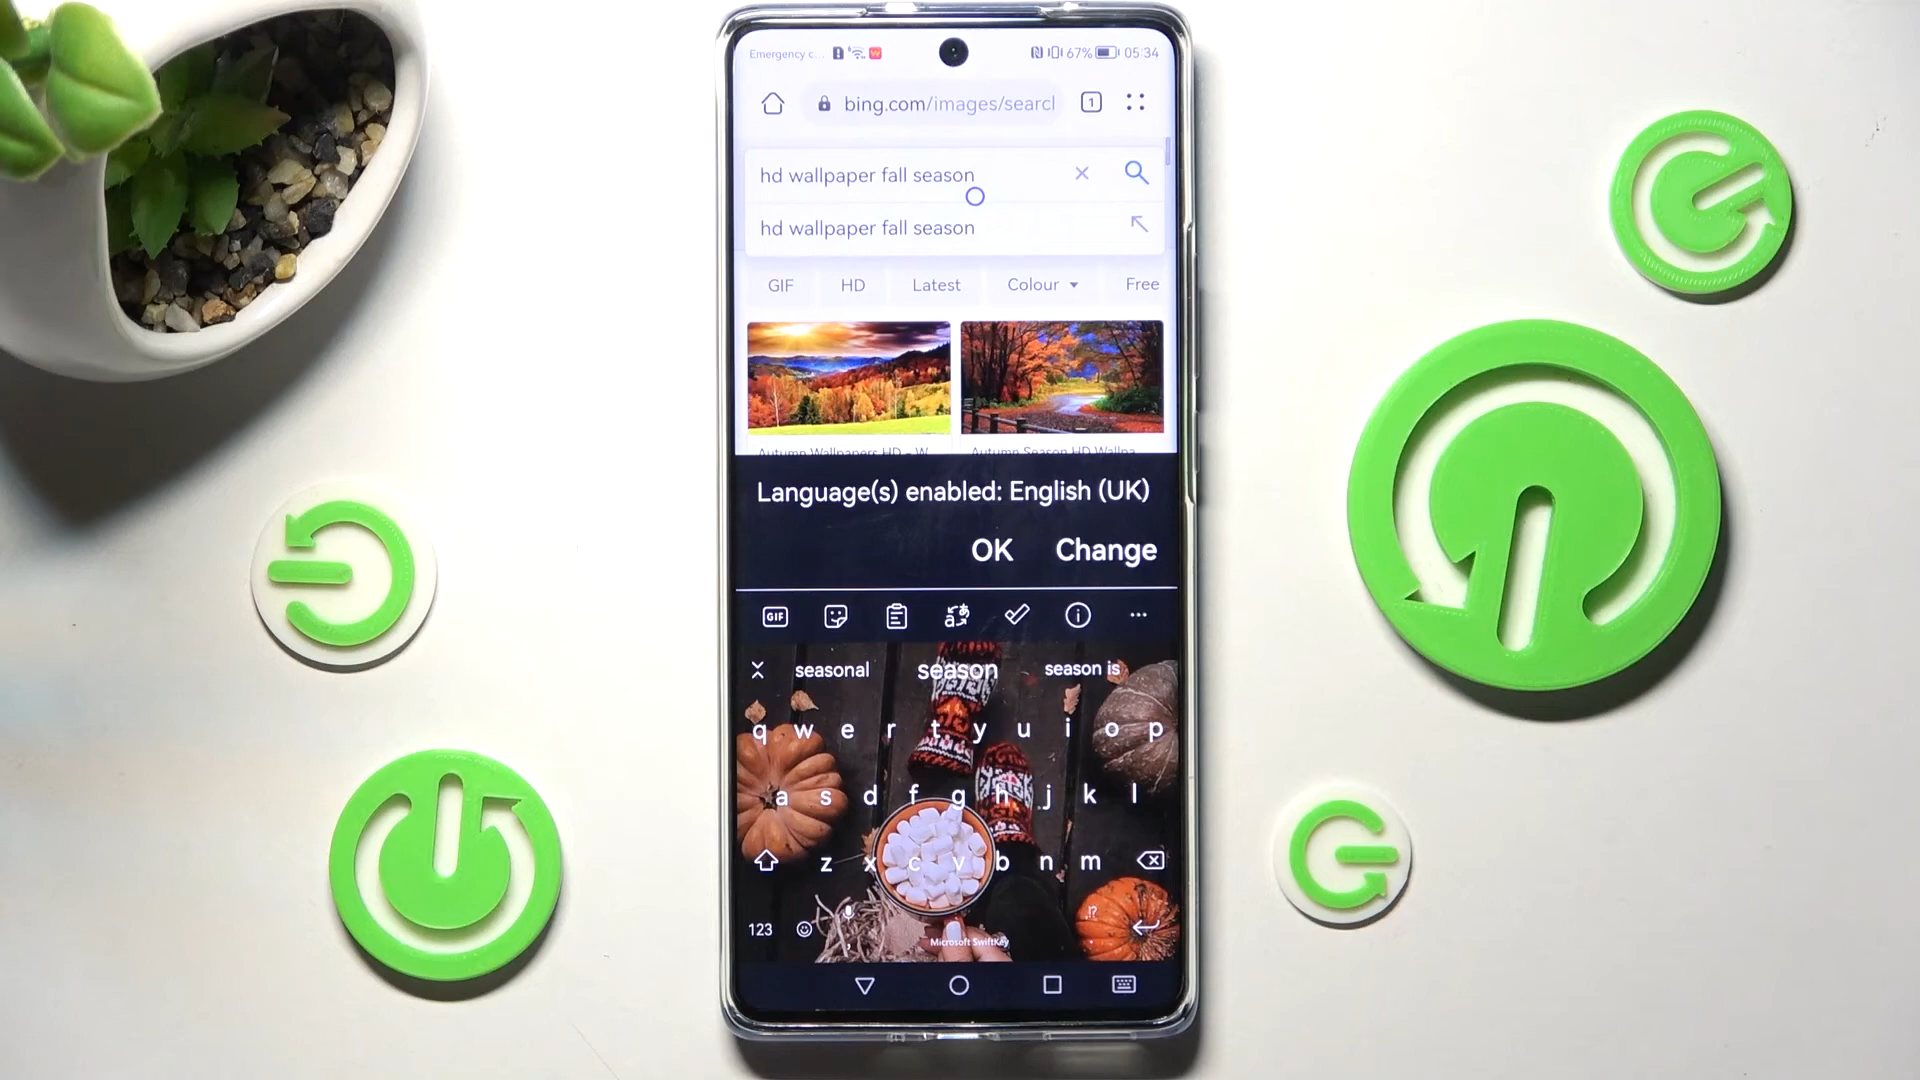 Emergency c... 67% 05:34
bing.com/images/search 1
hd wallpaper fall season
hd wallpaper fall season
GIF HD Latest Colour Free
Autumn Wallpapers HD - W... Autumn Season HD Wallpa...
Language(s) enabled: English (UK)
OK Change
GIF
seasonal season season is
q w e r t y u i o p
a s d f g h j k l
z x c v b n m
123 , !?
Microsoft SwiftKey